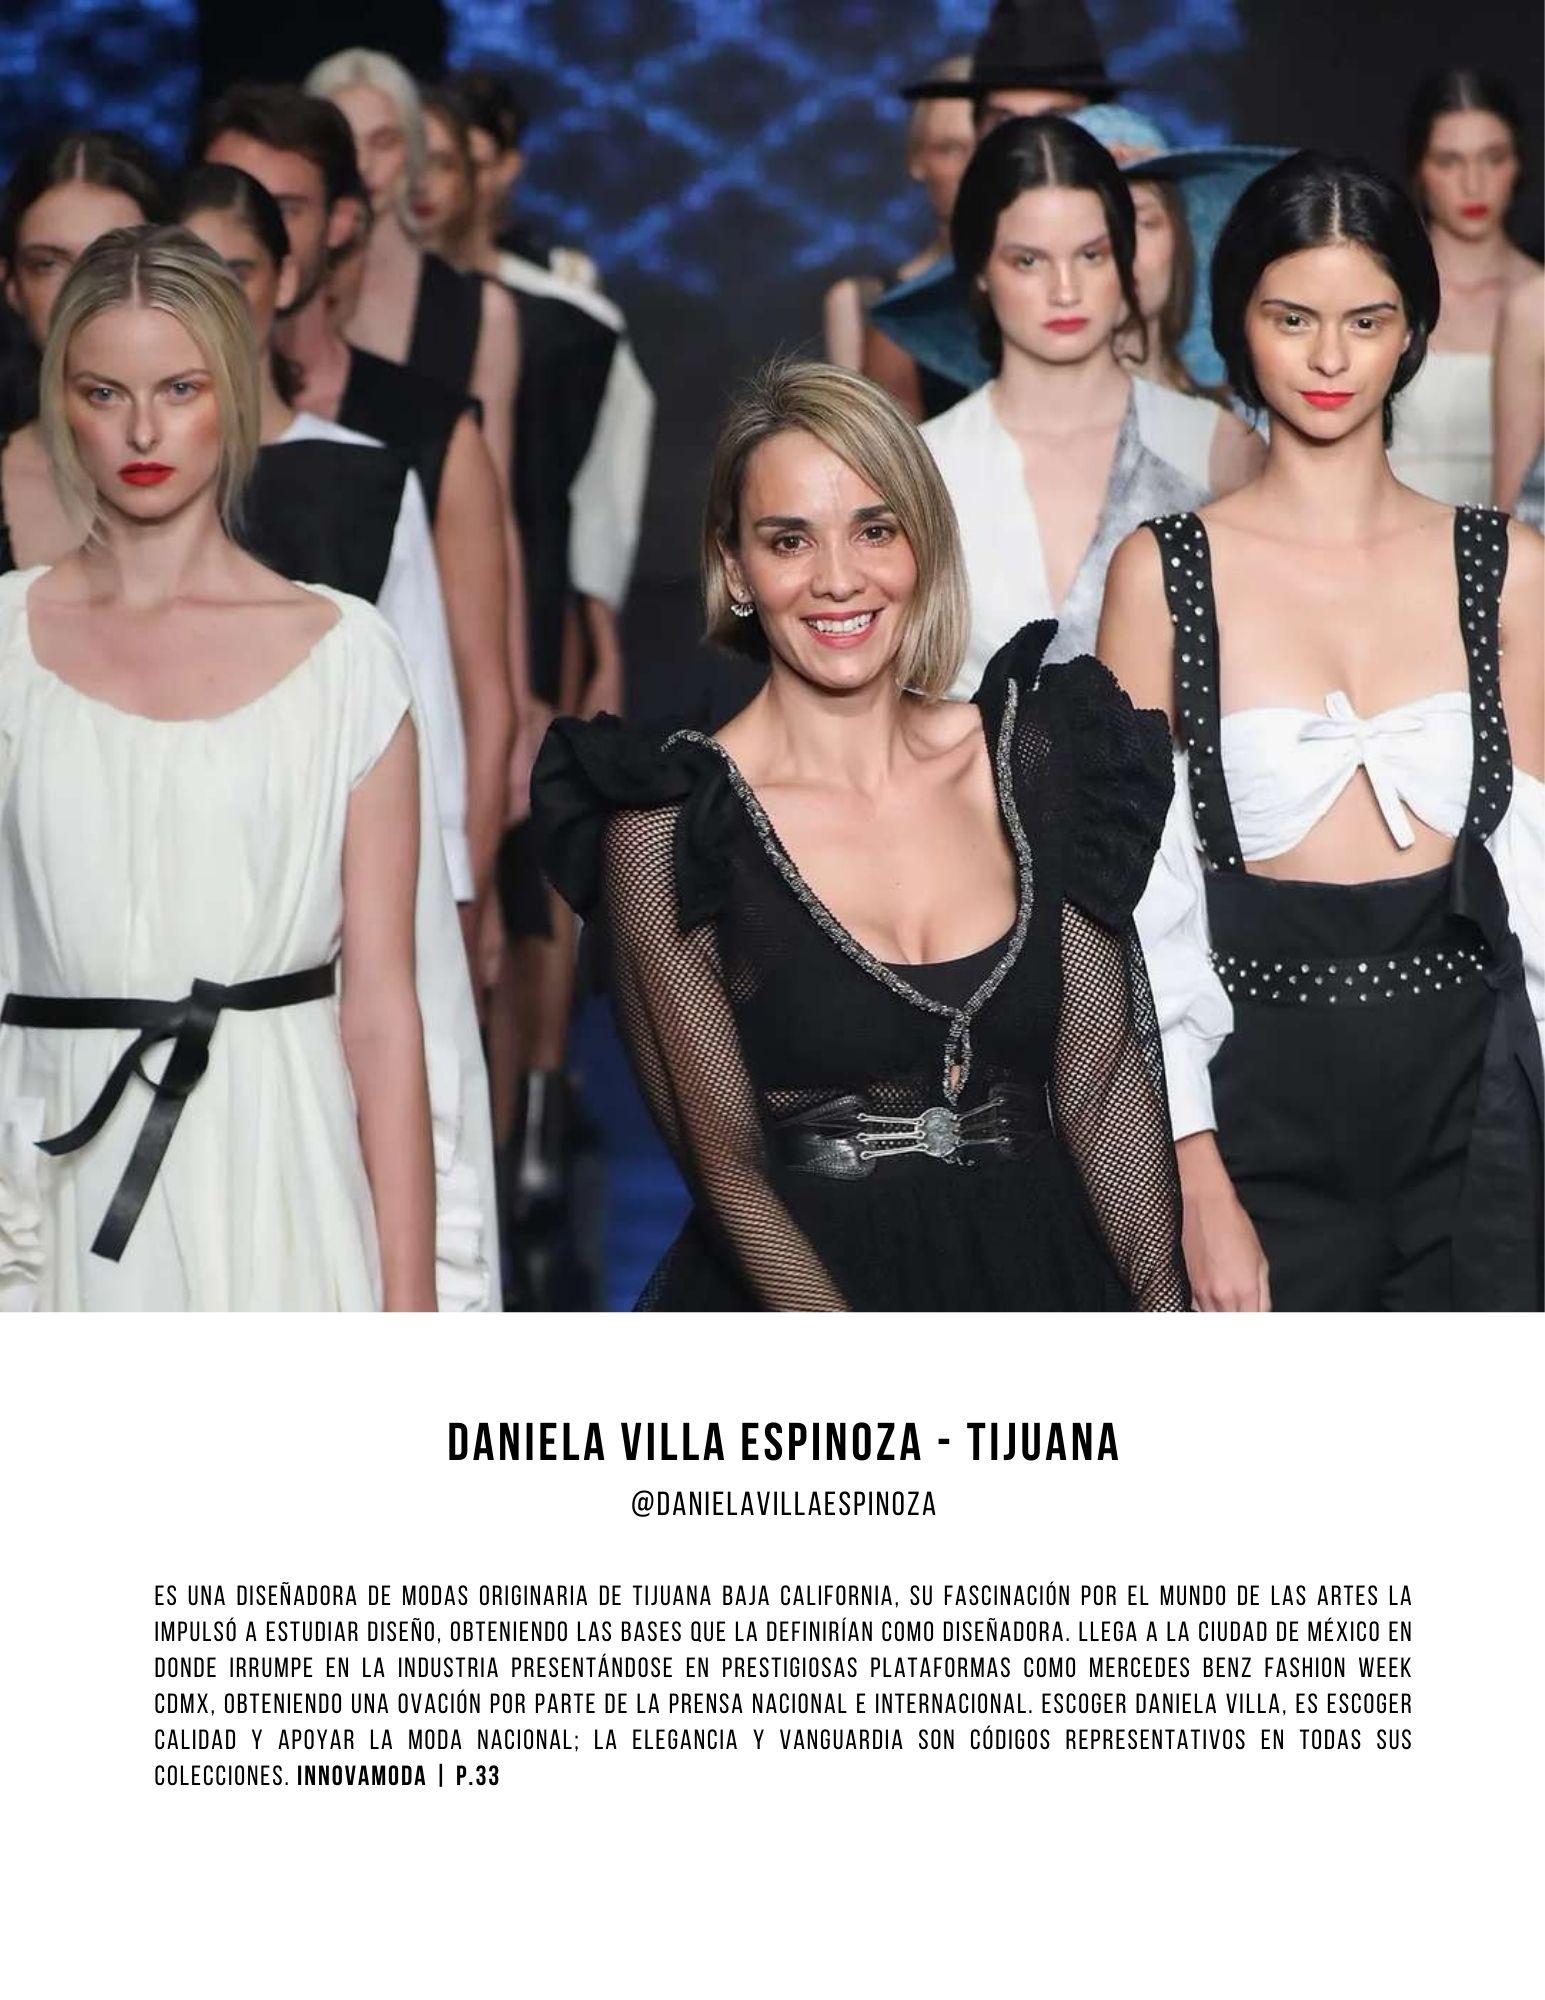 DANIELA VILLA ESPINOZA - TIJUANA
@DANIELAVILLAESPINOZA
ES UNA DISEÑADORA DE MODAS ORIGINARIA DE TIJUANA BAJA CALIFORNIA, SU FASCINACIÓN POR EL MUNDO DE LAS ARTES LA
IMPULSÓ A ESTUDIAR DISEÑO, OBTENIENDO LAS BASES QUE LA DEFINIRÍAN COMO DISEÑADORA. LLEGA A LA CIUDAD DE MÉXICO EN
DONDE IRRUMPE EN LA INDUSTRIA PRESENTÁNDOSE EN PRESTIGIOSAS PLATAFORMAS COMO MERCEDES BENZ FASHION WEEK
CDMX, OBTENIENDO UNA OVACIÓN POR PARTE DE LA PRENSA NACIONAL E INTERNACIONAL. ESCOGER DANIELA VILLA, ES ESCOGER
CALIDAD Y APOYAR LA MODA NACIONAL; LA ELEGANCIA Y VANGUARDIA SON CÓDIGOS REPRESENTATIVOS EN TODAS SUS
COLECCIONES. INNOVAMODA | P.33